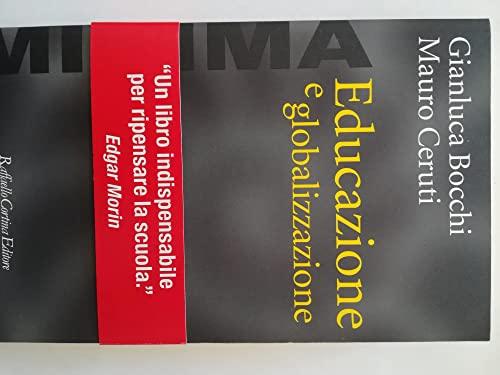 Gianluca Bocchi
Mauro Ceruti
Educazione
e globalizzazione
MINIMA
“Un libro indispensabile
per ripensare la scuola.”
Edgar Morin
Raffaello Cortina Editore